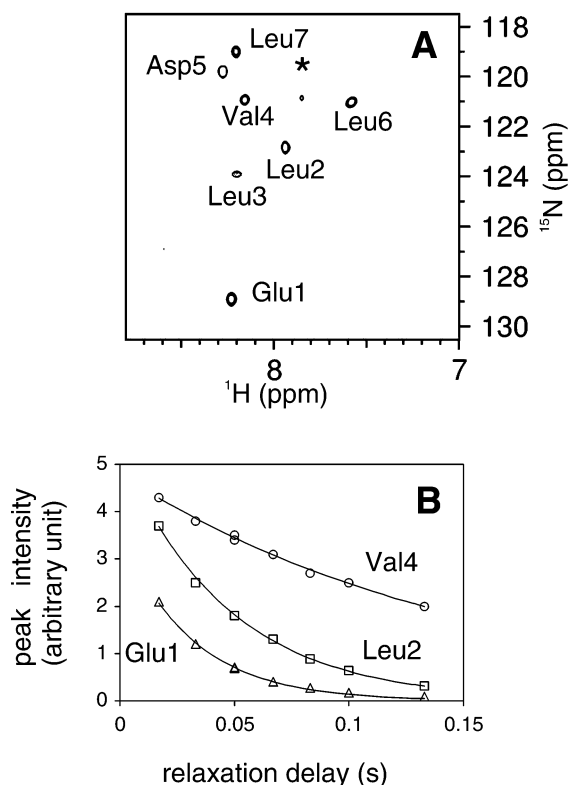 A
Leu7
118
*
Asp5
120
Val4
Leu6
122
Leu2
124
Leu3
126
Glu1
128
130
¹⁵N (ppm)
8
7
¹H (ppm)
B
5
4
3
2
1
0
peak intensity
(arbitrary unit)
Val4
Leu2
Glu1
0
0.05
0.1
0.15
relaxation delay (s)